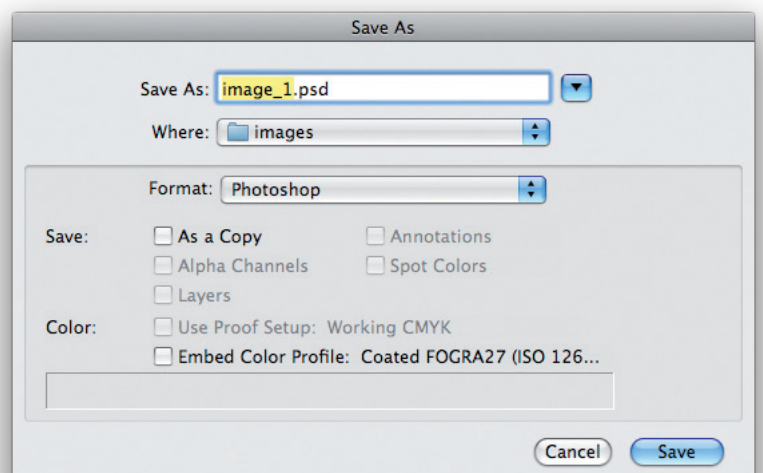 Save As
Save As: image_1.psd
Where: images
Format: Photoshop
Save: As a Copy Annotations
Alpha Channels Spot Colors
Layers
Color: Use Proof Setup: Working CMYK
Embed Color Profile: Coated FOGRA27 (ISO 126...
Cancel Save